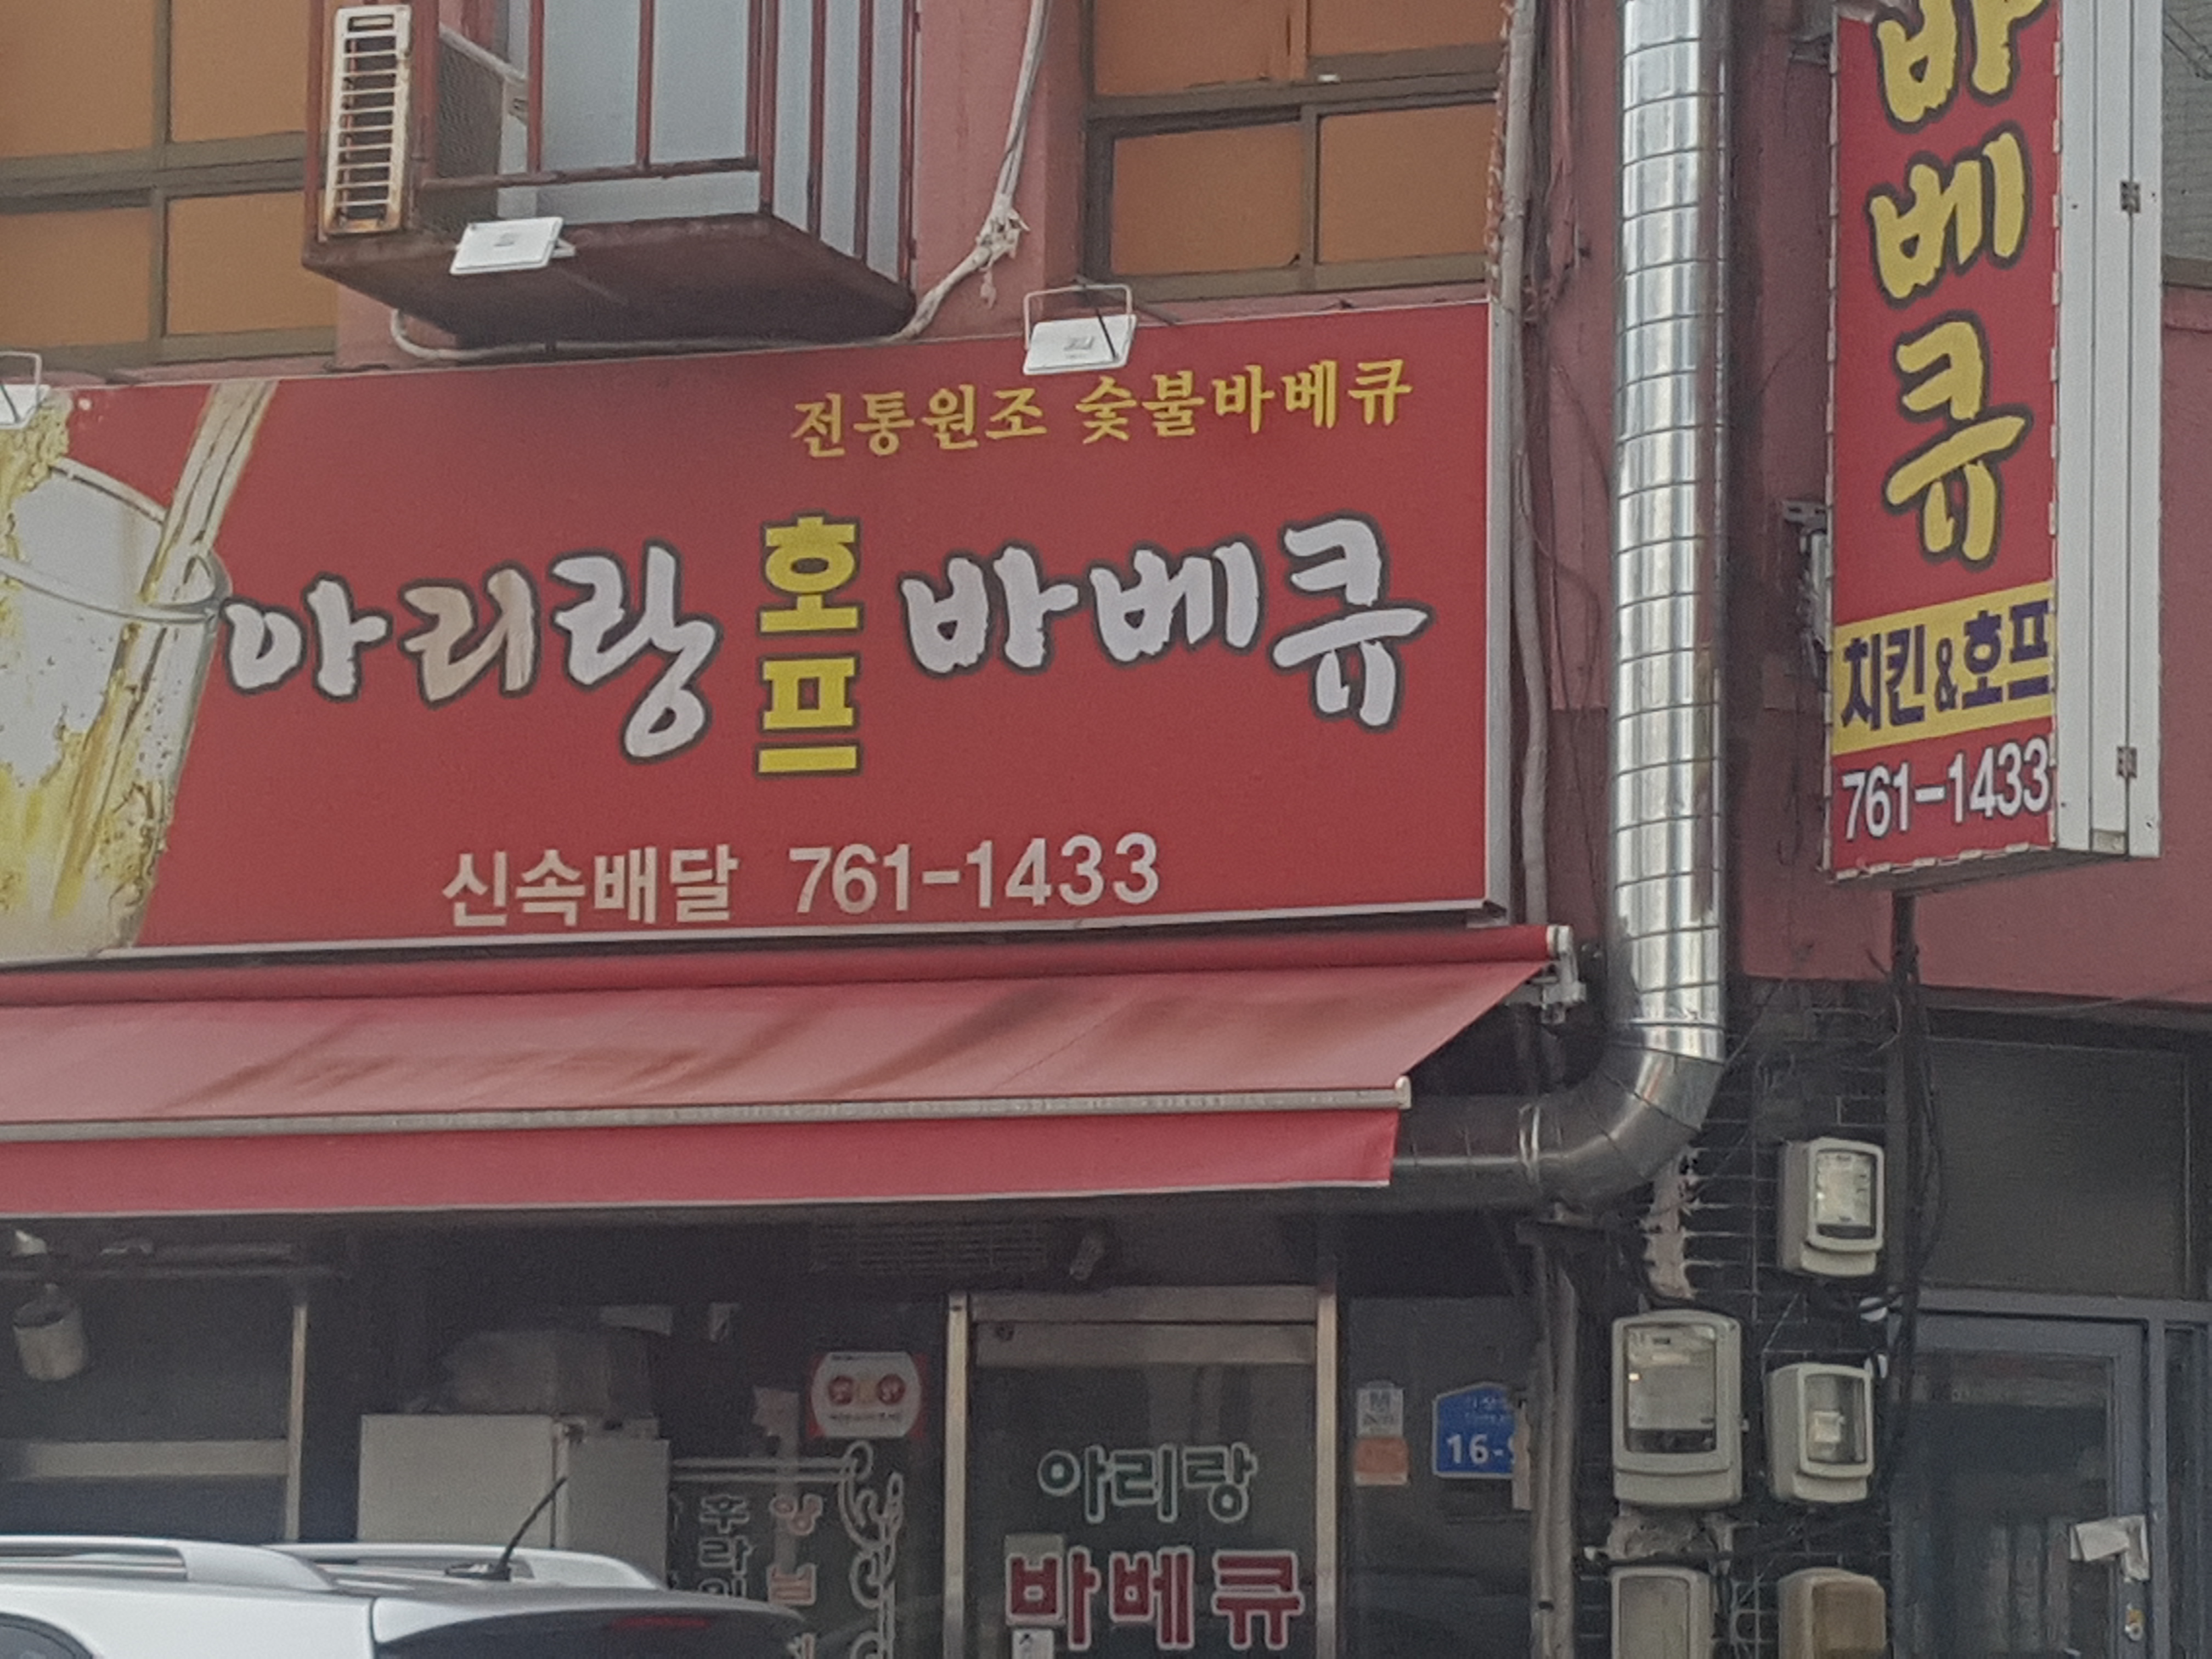 전통원조 숯불바베큐
아리랑 호프 바베큐
신속배달 761-1433
바베큐
치킨&호프
761-1433
아리랑
바베큐